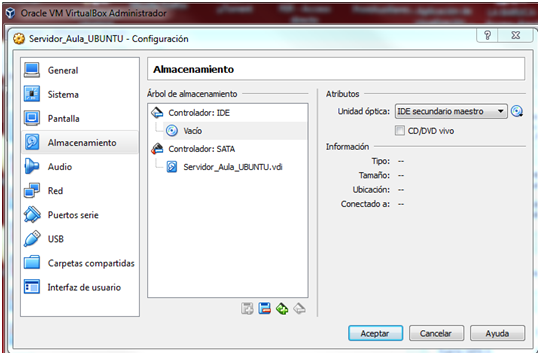 Oracle VM VirtualBox Administrador
Servidor_Aula_UBUNTU - Configuración
General
Sistema
Pantalla
Almacenamiento
Audio
Red
Puertos serie
USB
Carpetas compartidas
Interfaz de usuario
Almacenamiento
Árbol de almacenamiento
Controlador: IDE
Vacío
Controlador: SATA
Servidor_Aula_UBUNTU.vdi
Atributos
Unidad óptica: IDE secundario maestro
CD/DVD vivo
Información
Tipo: --
Tamaño: --
Ubicación: --
Conectado a: --
Aceptar Cancelar Ayuda